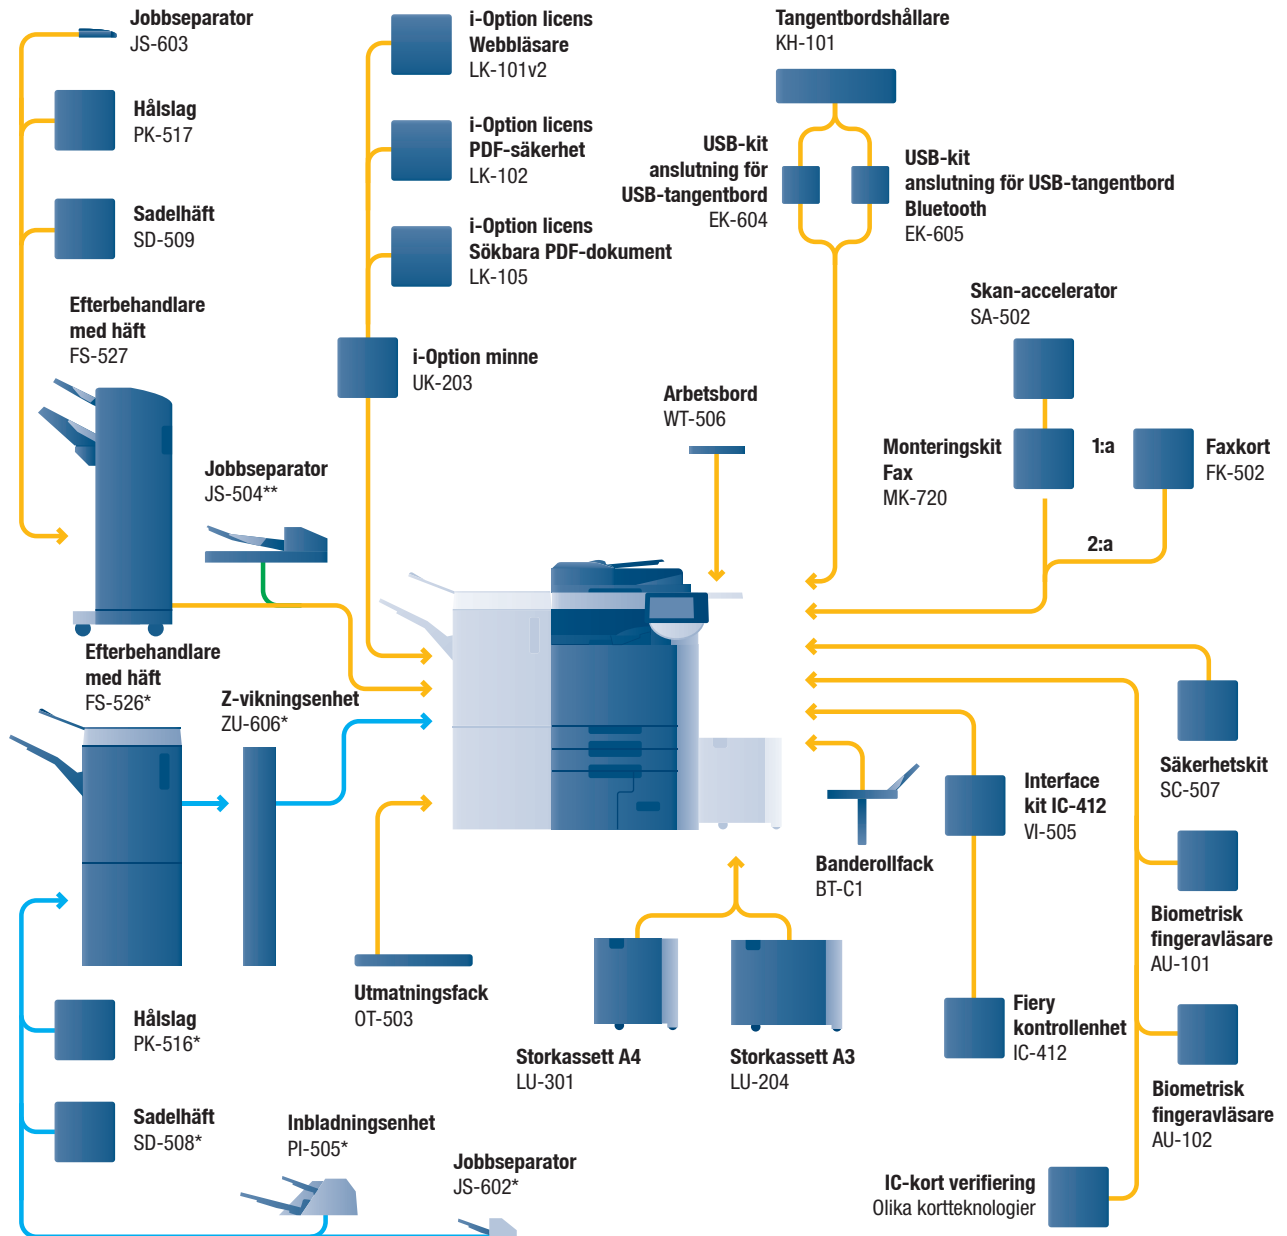 Jobbseparator
JS-603
Hålslag
PK-517
Sadelhäft
SD-509
Efterbehandlare
med häft
FS-527
Jobbseparator
JS-504**
Efterbehandlare
med häft
FS-526*
Z-vikningsenhet
ZU-606*
Hålslag
PK-516*
Sadelhäft
SD-508*
Inbladningsenhet
PI-505*
Jobbseparator
JS-602*
Utmatningsfack
OT-503
i-Option licens
Webbläsare
LK-101v2
i-Option licens
PDF-säkerhet
LK-102
i-Option licens
Sökbara PDF-dokument
LK-105
i-Option minne
UK-203
Arbetsbord
WT-506
Tangentbordshållare
KH-101
USB-kit
anslutning för
USB-tangentbord
EK-604
USB-kit
anslutning för USB-tangentbord
Bluetooth
EK-605
Skan-accelerator
SA-502
Monteringskit
Fax
MK-720
1:a
Faxkort
FK-502
2:a
Säkerhetskit
SC-507
Interface
kit IC-412
VI-505
Banderollfack
BT-C1
Storkassett A4
LU-301
Storkassett A3
LU-204
Fiery
kontrollenhet
IC-412
Biometrisk
fingeravläsare
AU-101
Biometrisk
fingeravläsare
AU-102
IC-kort verifiering
Olika kortteknologier